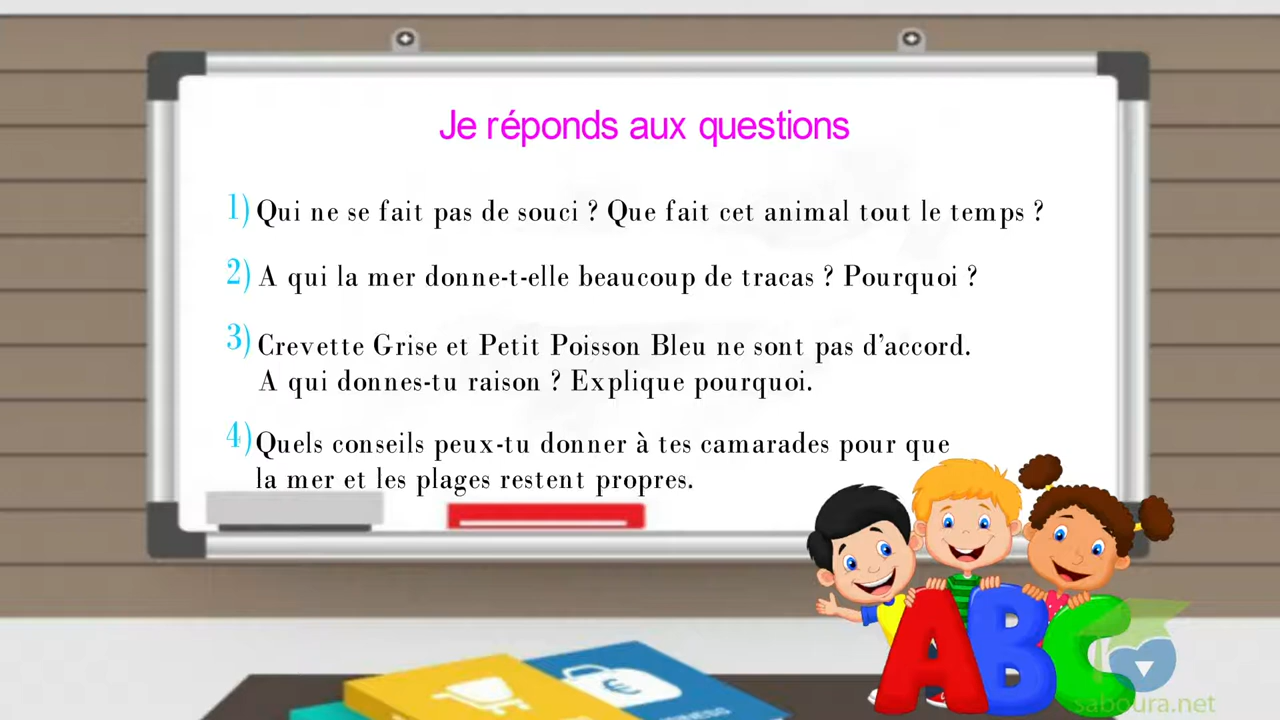 Je réponds aux questions
1) Qui ne se fait pas de souci ? Que fait cet animal tout le temps ?
2) A qui la mer donne-t-elle beaucoup de tracas ? Pourquoi ?
3) Crevette Grise et Petit Poisson Bleu ne sont pas d'accord.
A qui donnes-tu raison ? Explique pourquoi.
4) Quels conseils peux-tu donner à tes camarades pour que
la mer et les plages restent propres.
ABC
saboura.net